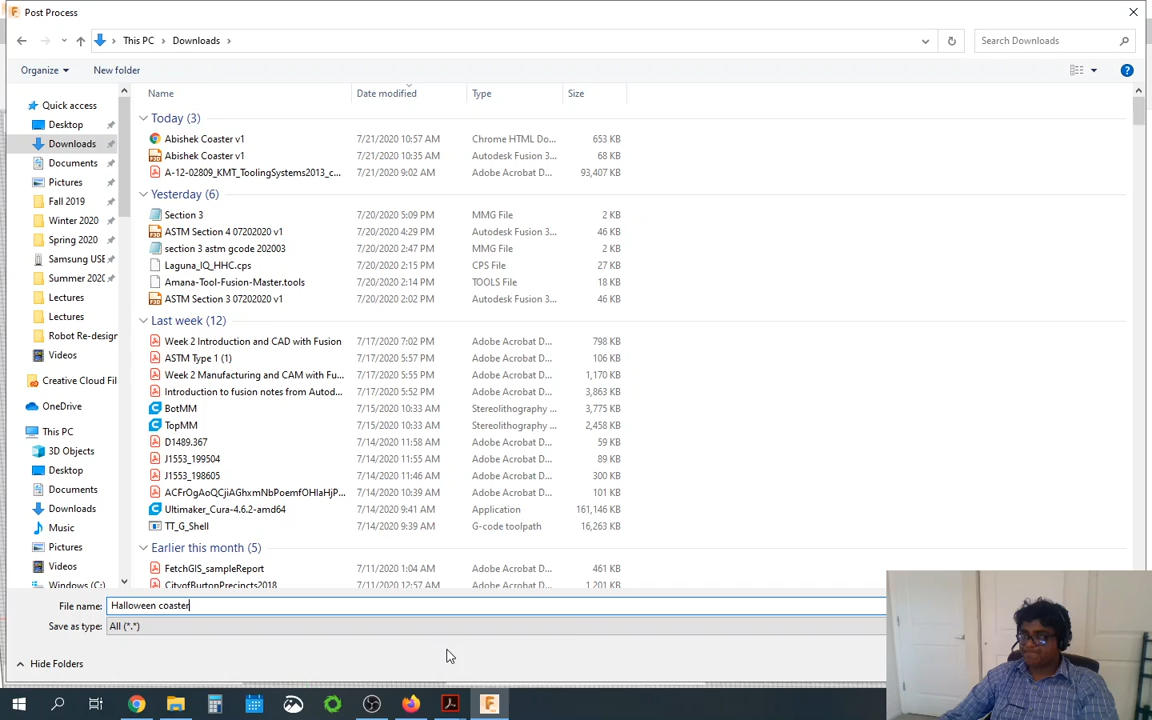 Post Process
This PC > Downloads >
Search Downloads
Organize
New folder
Name
Date modified
Type
Size
Quick access
Desktop
Downloads
Documents
Pictures
Fall 2019
Winter 2020
Spring 2020
Samsung USB
Summer 2020
Lectures
Lectures
Robot Re-design
Videos
Creative Cloud Fil
OneDrive
This PC
3D Objects
Desktop
Documents
Downloads
Music
Pictures
Videos
Windows (C:)
Today (3)
Abishek Coaster v1 7/21/2020 10:57 AM Chrome HTML Do... 653 KB
Abishek Coaster v1 7/21/2020 10:35 AM Autodesk Fusion 3... 68 KB
A-12-02809_KMT_ToolingSystems2013_c... 7/21/2020 9:02 AM Adobe Acrobat D... 93,407 KB
Yesterday (6)
Section 3 7/20/2020 5:09 PM MMG File 2 KB
ASTM Section 4 07202020 v1 7/20/2020 4:29 PM Autodesk Fusion 3... 46 KB
section 3 astm gcode 202003 7/20/2020 2:47 PM MMG File 2 KB
Laguna_IQ_HHC.cps 7/20/2020 2:15 PM CPS File 27 KB
Amana-Tool-Fusion-Master.tools 7/20/2020 2:14 PM TOOLS File 18 KB
ASTM Section 3 07202020 v1 7/20/2020 2:02 PM Autodesk Fusion 3... 46 KB
Last week (12)
Week 2 Introduction and CAD with Fusion 7/17/2020 7:02 PM Adobe Acrobat D... 798 KB
ASTM Type 1 (1) 7/17/2020 5:57 PM Adobe Acrobat D... 106 KB
Week 2 Manufacturing and CAM with Fu... 7/17/2020 5:55 PM Adobe Acrobat D... 1,170 KB
Introduction to fusion notes from Autod... 7/17/2020 5:52 PM Adobe Acrobat D... 3,863 KB
BotMM 7/15/2020 10:33 AM Stereolithography ... 3,775 KB
TopMM 7/15/2020 10:33 AM Stereolithography ... 2,458 KB
D1489.367 7/14/2020 11:58 AM Adobe Acrobat D... 59 KB
J1553_199504 7/14/2020 11:55 AM Adobe Acrobat D... 89 KB
J1553_198605 7/14/2020 11:46 AM Adobe Acrobat D... 300 KB
ACFrOgAoQCjiAGhxmNbPoemfOHIaHjP... 7/14/2020 10:39 AM Adobe Acrobat D... 101 KB
Ultimaker_Cura-4.6.2-amd64 7/14/2020 9:41 AM Application 161,146 KB
TT_G_Shell 7/14/2020 9:39 AM G-code toolpath 16,263 KB
Earlier this month (5)
FetchGIS_sampleReport 7/11/2020 1:04 AM Adobe Acrobat D... 461 KB
CityofBurtonPrecincts2018 7/11/2020 12:57 AM Adobe Acrobat D... 1,201 KB
File name: Halloween coaster
Save as type: All (*.*)
Hide Folders